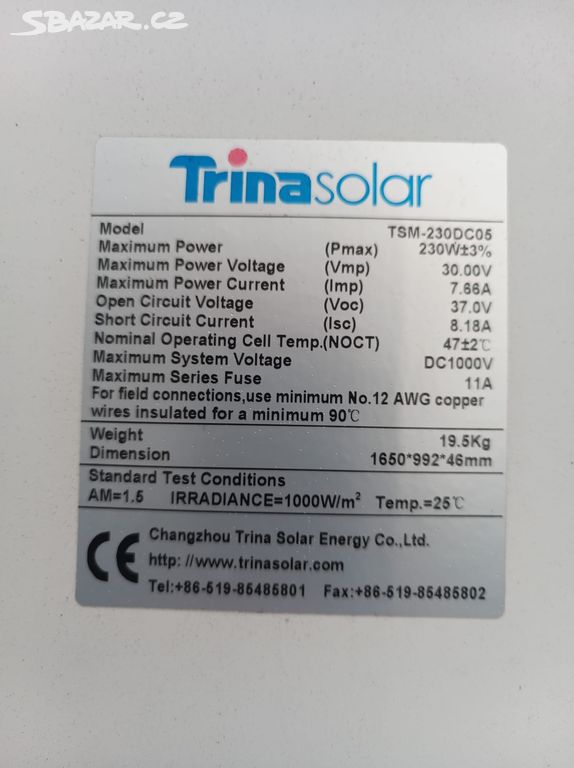 SBAZAR.CZ
Trinasolar
Model TSM-230DC05
Maximum Power (Pmax) 230W±3%
Maximum Power Voltage (Vmp) 30.00V
Maximum Power Current (Imp) 7.66A
Open Circuit Voltage (Voc) 37.0V
Short Circuit Current (Isc) 8.18A
Nominal Operating Cell Temp.(NOCT) 47±2℃
Maximum System Voltage DC1000V
Maximum Series Fuse 11A
For field connections,use minimum No.12 AWG copper
wires insulated for a minimum 90℃
Weight 19.5Kg
Dimension 1650*992*46mm
Standard Test Conditions
AM=1.5 IRRADIANCE=1000W/m² Temp.=25℃
CE
Changzhou Trina Solar Energy Co.,Ltd.
http: //www.trinasolar.com
Tel:+86-519-85485801 Fax:+86-519-85485802